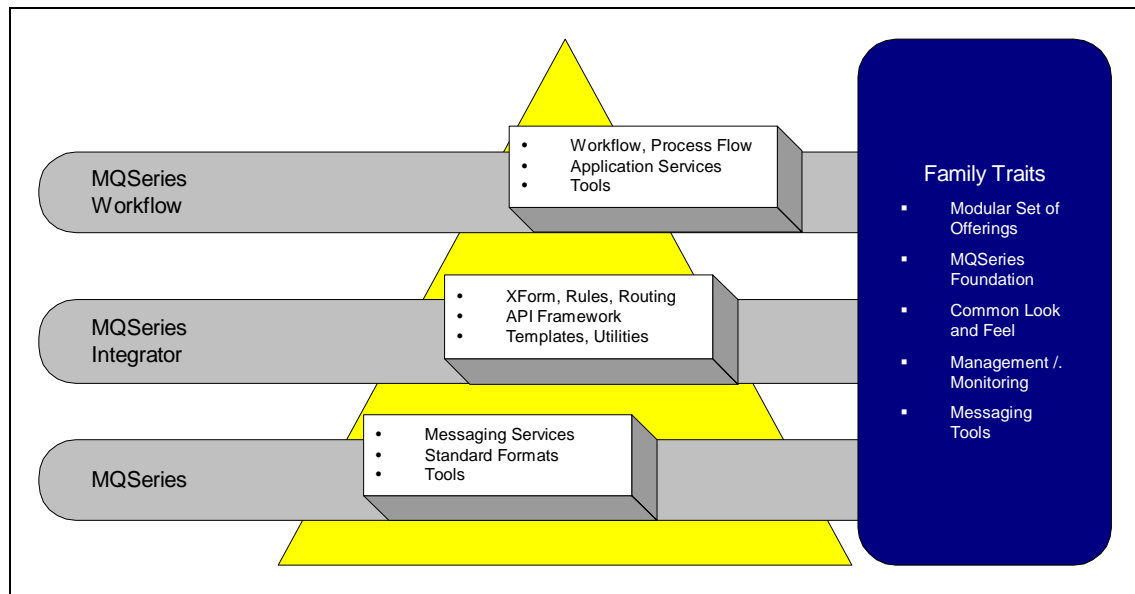 MQSeries
Workflow
• Workflow, Process Flow
• Application Services
• Tools
MQSeries
Integrator
• XForm, Rules, Routing
• API Framework
• Templates, Utilities
MQSeries
• Messaging Services
• Standard Formats
• Tools
Family Traits
▪ Modular Set of
Offerings
▪ MQSeries
Foundation
▪ Common Look
and Feel
▪ Management /.
Monitoring
▪ Messaging
Tools